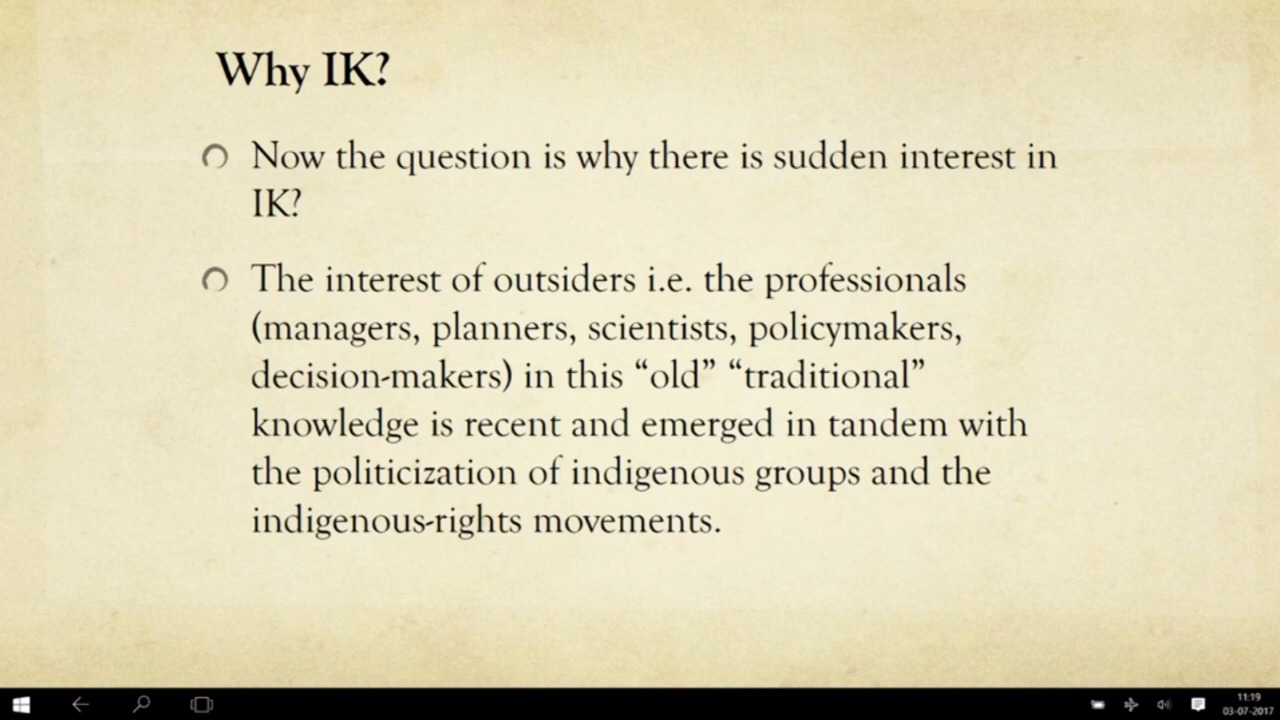 Why IK?
Now the question is why there is sudden interest in
IK?
The interest of outsiders i.e. the professionals
(managers, planners, scientists, policymakers,
decision-makers) in this “old” “traditional”
knowledge is recent and emerged in tandem with
the politicization of indigenous groups and the
indigenous-rights movements.
11:19
03-07-2017